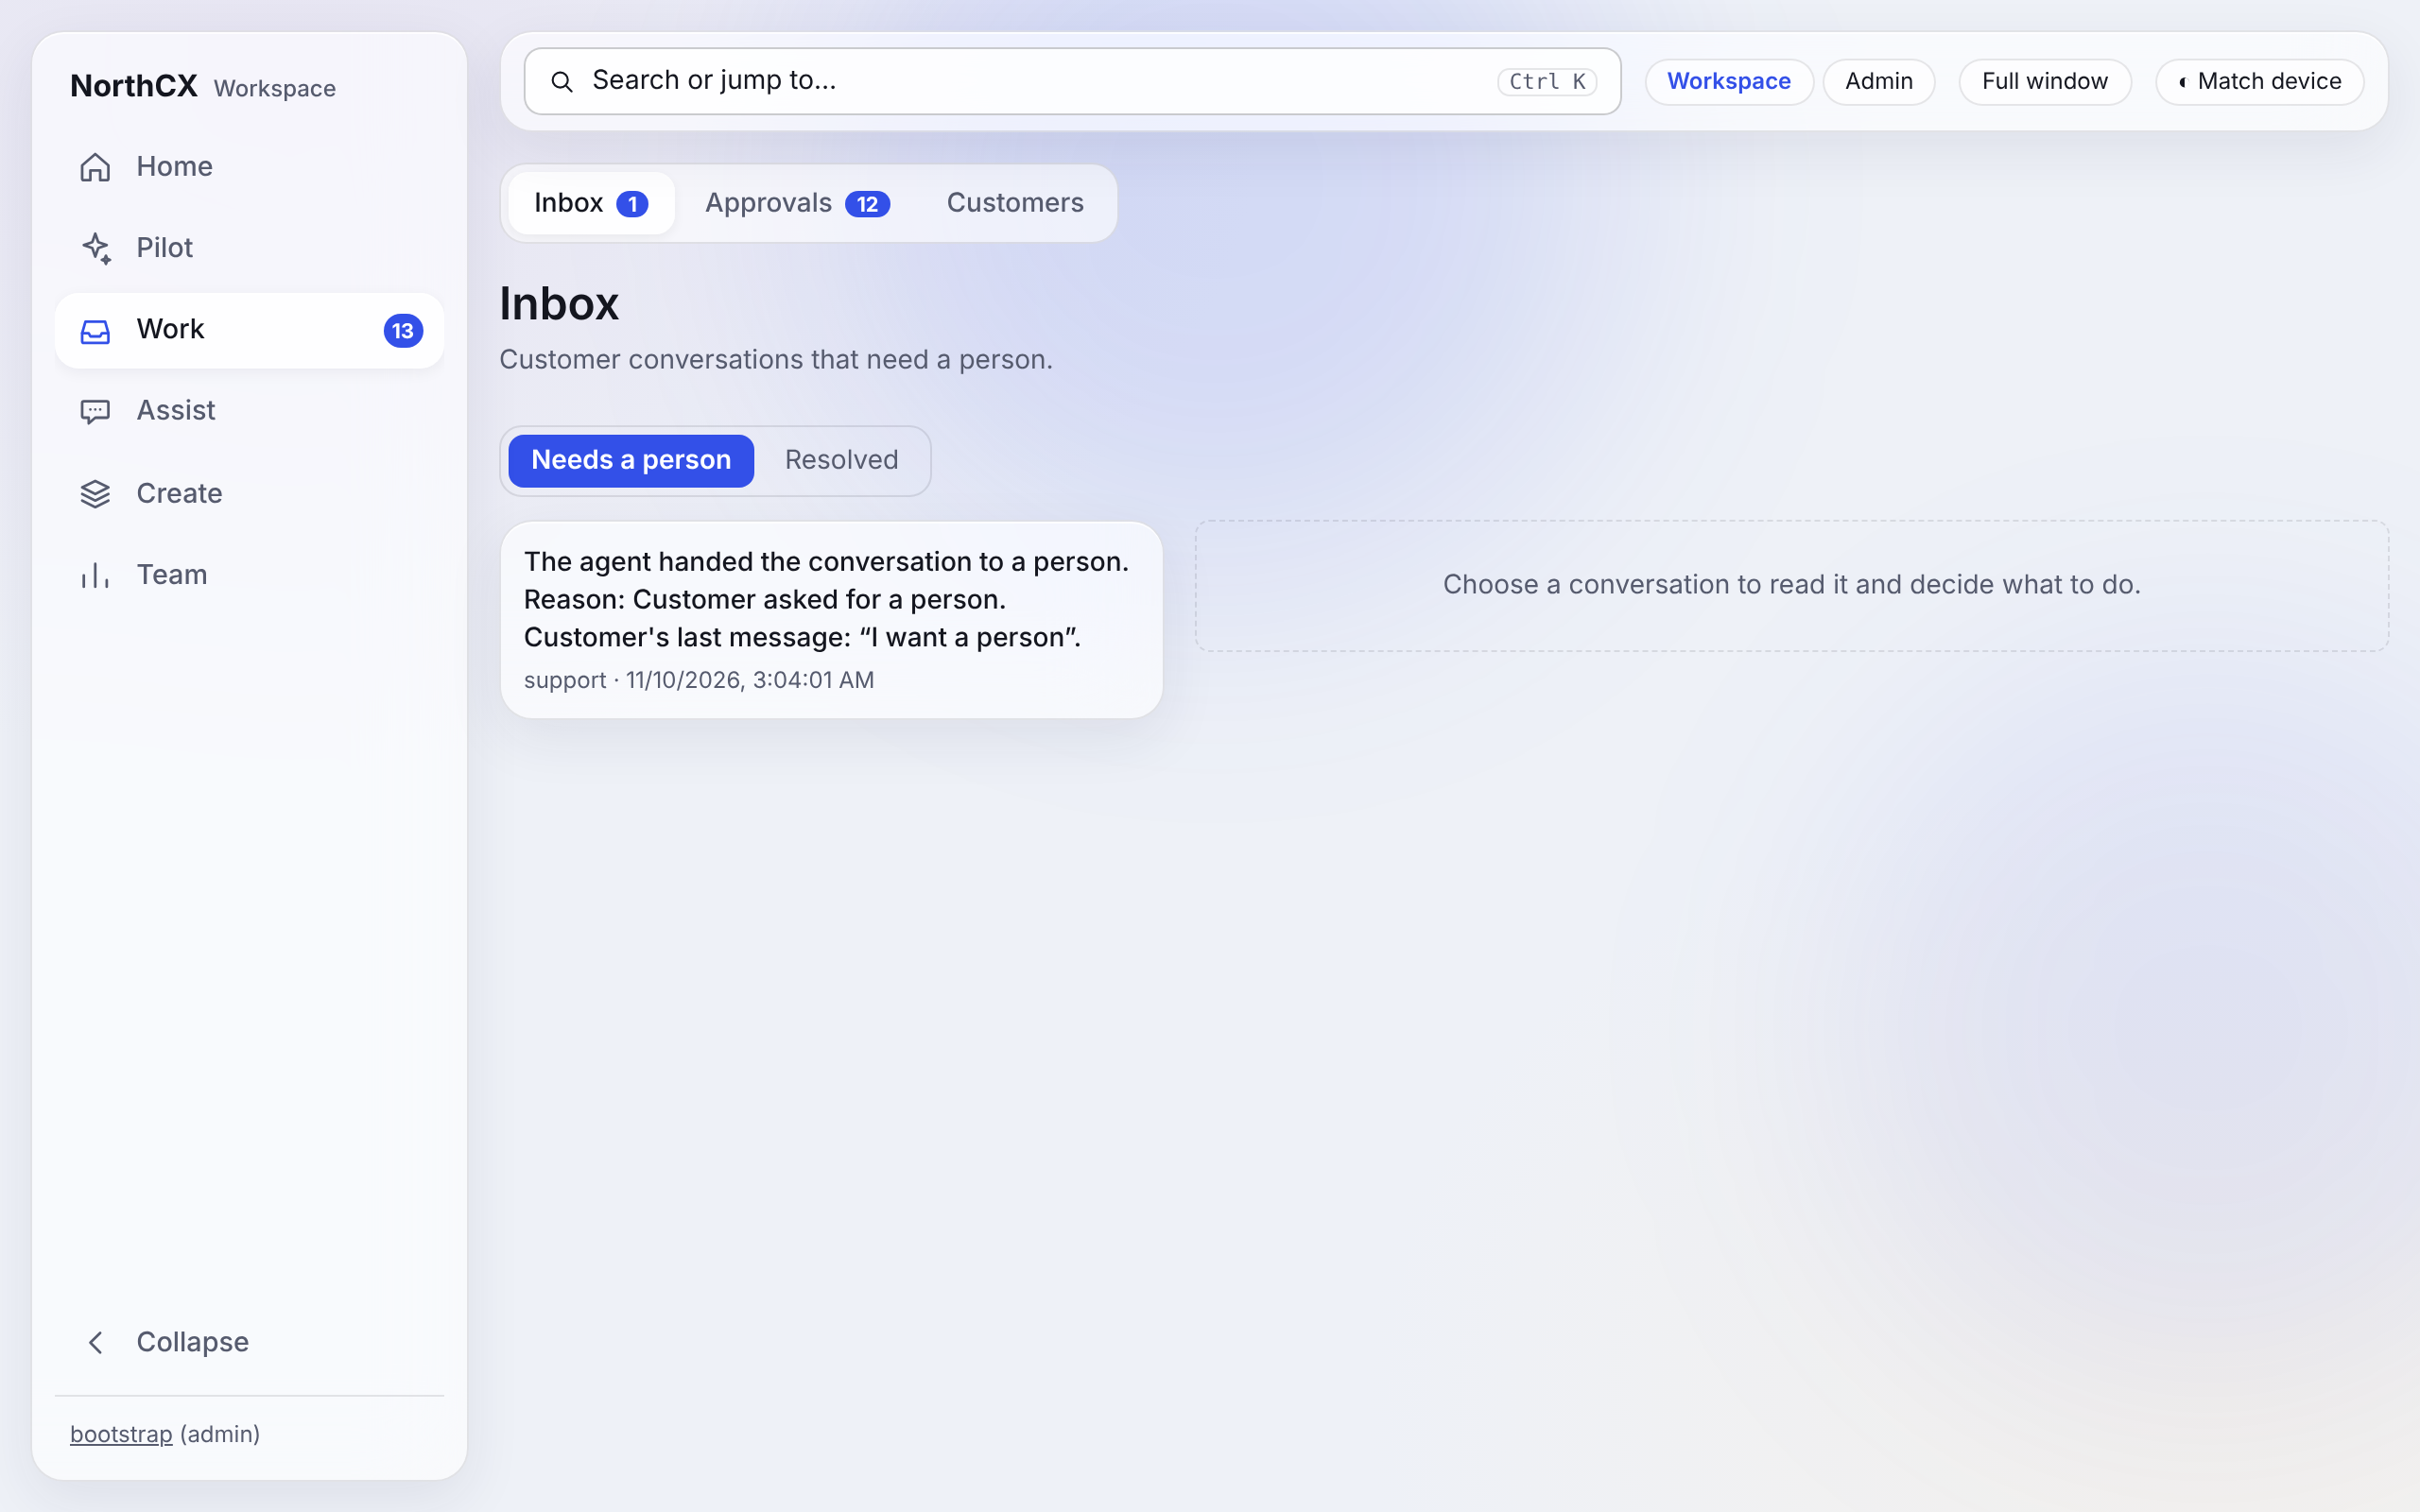 NorthCX Workspace
Home
Pilot
Work 13
Assist
Create
Team
Collapse
bootstrap (admin)
Search or jump to... Ctrl K
Workspace Admin Full window Match device
Inbox 1 Approvals 12 Customers
Inbox
Customer conversations that need a person.
Needs a person Resolved
The agent handed the conversation to a person.
Reason: Customer asked for a person.
Customer's last message: “I want a person”.
support · 11/10/2026, 3:04:01 AM
Choose a conversation to read it and decide what to do.